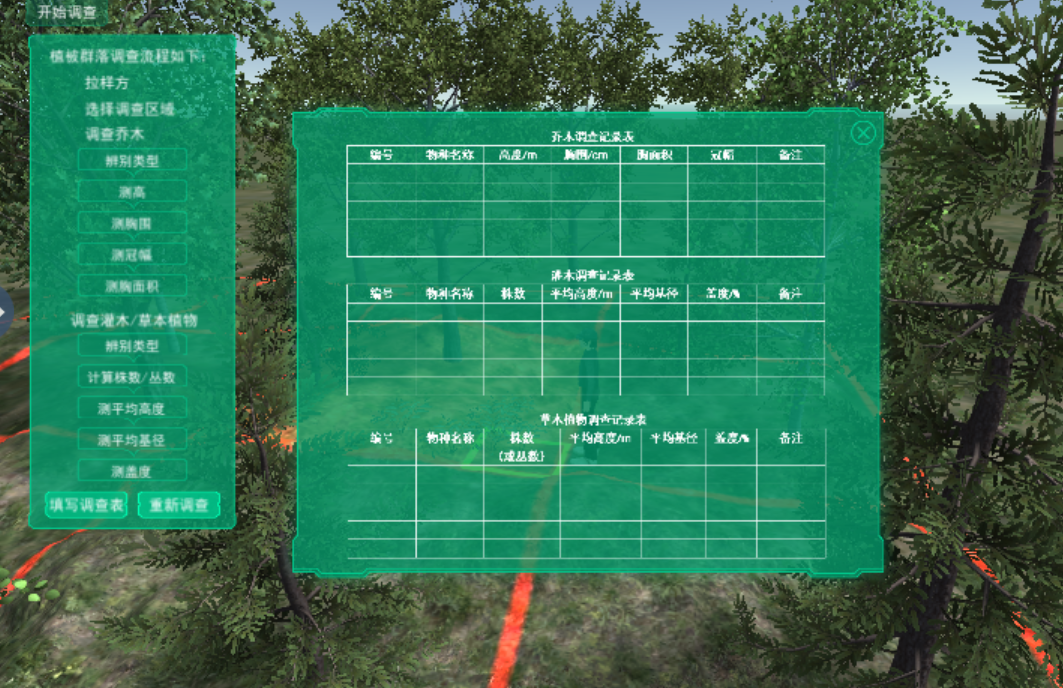 开始调查
植被群落调查流程如下：
拉样方
选择调查区域
调查乔木
辨别类型
测高
测胸围
测冠幅
测胸面积
调查灌木/草本植物
辨别类型
计算株数/丛数
测平均高度
测平均基径
测盖度
填写调查表 重新调查
乔木调查记录表
编号 物种名称 高度/m 胸围/cm 胸面积 冠幅 备注
灌木调查记录表
编号 物种名称 株数 平均高度/m 平均基径 盖度/% 备注
草本植物调查记录表
编号 物种名称 株数 平均高度/m 平均基径 盖度/% 备注
(或丛数)